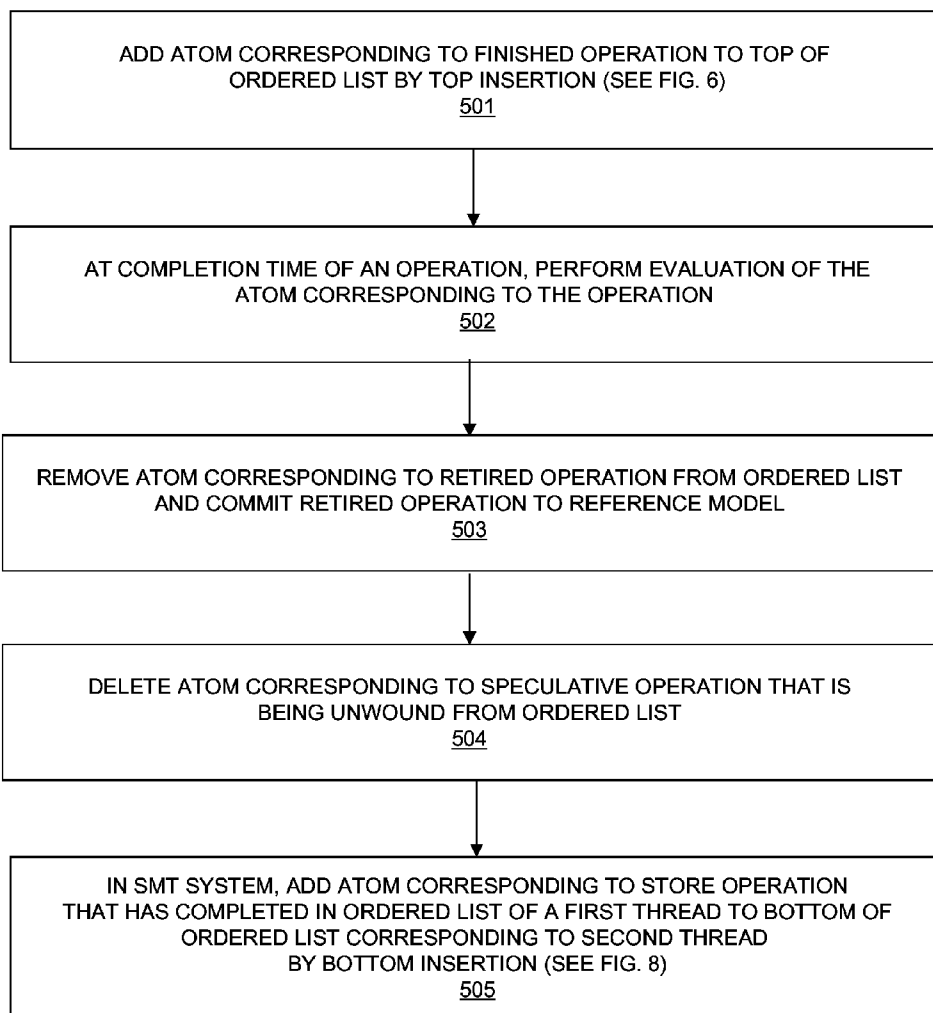 ADD ATOM CORRESPONDING TO FINISHED OPERATION TO TOP OF
ORDERED LIST BY TOP INSERTION (SEE FIG. 6)
501
AT COMPLETION TIME OF AN OPERATION, PERFORM EVALUATION OF THE
ATOM CORRESPONDING TO THE OPERATION
502
REMOVE ATOM CORRESPONDING TO RETIRED OPERATION FROM ORDERED LIST
AND COMMIT RETIRED OPERATION TO REFERENCE MODEL
503
DELETE ATOM CORRESPONDING TO SPECULATIVE OPERATION THAT IS
BEING UNWOUND FROM ORDERED LIST
504
IN SMT SYSTEM, ADD ATOM CORRESPONDING TO STORE OPERATION
THAT HAS COMPLETED IN ORDERED LIST OF A FIRST THREAD TO BOTTOM OF
ORDERED LIST CORRESPONDING TO SECOND THREAD
BY BOTTOM INSERTION (SEE FIG. 8)
505